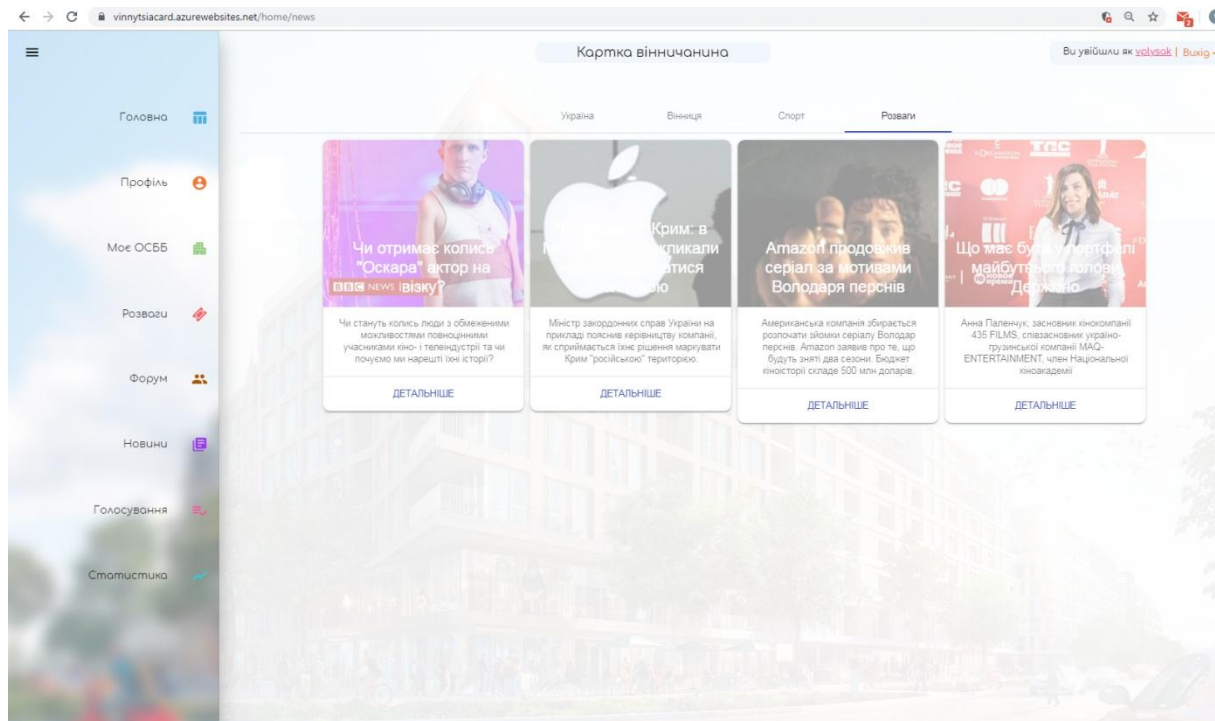 vinnytsiacard.azurewebsites.net/home/news
2
Картка вінничанина
Ви увійшли як vplysak | Вихід
Головна
Профіль
Моє ОСББ
Розваги
Форум
Новини
Голосування
Статистика
Україна
Вінниця
Спорт
Розваги
Чи отримає колись
"Оскара" актор на
візку?
BBC NEWS
Чи стануть колись люди з обмеженими
можливостями повноцінними
учасниками кіно- і телеіндустрії та чи
почуємо ми нарешті їхні історії?
ДЕТАЛЬНІШЕ
Крим: в
Міністр закордонних справ України на
прикладі пояснив керівництву компанії,
як сприймається їхнє рішення маркувати
Крим "російською" територією.
ДЕТАЛЬНІШЕ
Amazon продовжив
серіал за мотивами
Володаря перснів
Американська компанія збирається
розпочати зйомки серіалу Володар
перснів. Amazon заявив про те, що
будуть зняті два сезони. Бюджет
кіноісторії складе 500 млн доларів.
ДЕТАЛЬНІШЕ
Що має бути у портфелі
майбутнього голови
Держкіно
Анна Паленчук, засновник кінокомпанії
435 FILMS, співзасновник україно-
грузинської компанії MAQ-
ENTERTAINMENT, член Національної
кіноакадемії
ДЕТАЛЬНІШЕ